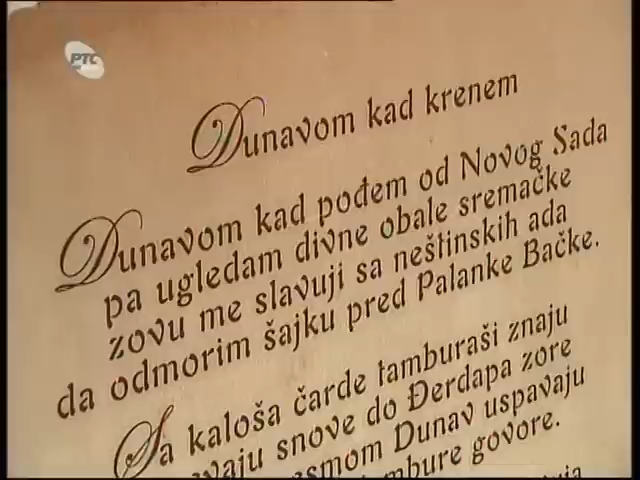 РТС
Dunavom kad krenem
Dunavom kad pođem od Novog Sada
pa ugledam divne obale sremačke
zovu me slavuji sa neštinskih ada
da odmorim šajku pred Palanke Bačke.
Sa kaloša čarde tamburaši znaju
snove do Đerdapa zore
Dunav uspavaju
govore.